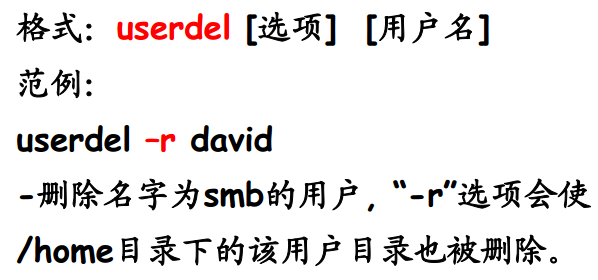 格式：userdel [选项] [用户名]
范例：
userdel –r david
-删除名字为smb的用户，“-r”选项会使
/home目录下的该用户目录也被删除。